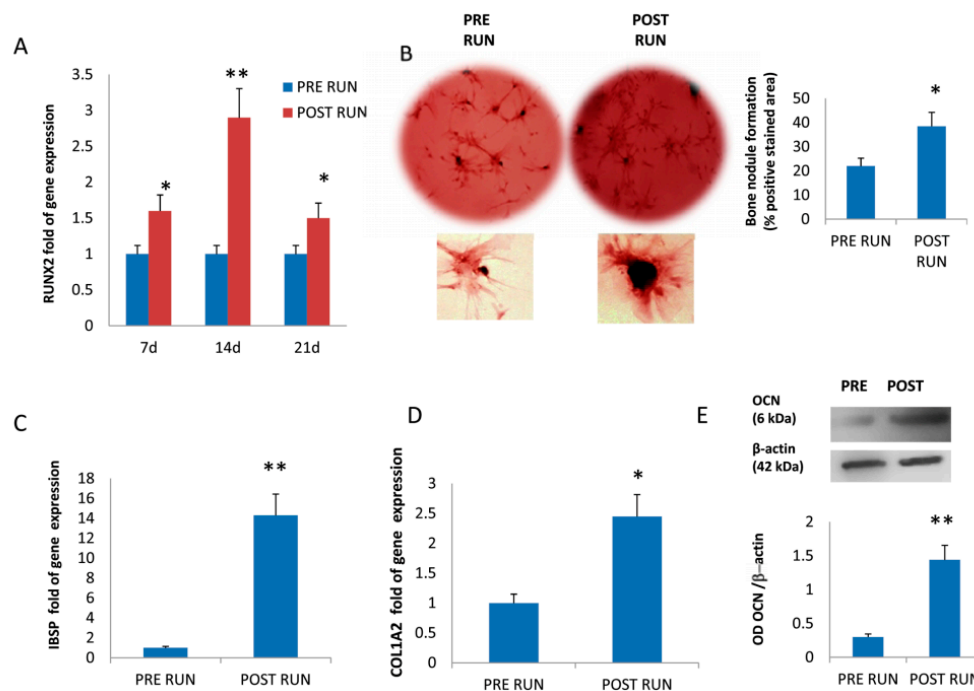 A
RUNX2 fold of gene expression
3.5
3
2.5
2
1.5
1
0.5
0
PRE RUN
POST RUN
*
**
*
7d
14d
21d
B
PRE
RUN
POST
RUN
Bone nodule formation
(% positive stained area)
50
40
30
20
10
0
*
PRE RUN
POST
RUN
C
IBSP fold of gene expression
18
16
14
12
10
8
6
4
2
0
**
PRE RUN
POST RUN
D
COL1A2 fold of gene expression
3
2.5
2
1.5
1
0.5
0
*
PRE RUN
POST RUN
E
PRE POST
OCN
(6 kDa)
β-actin
(42 kDa)
OD OCN /β-actin
2
1.5
1
0.5
0
**
PRE RUN
POST RUN